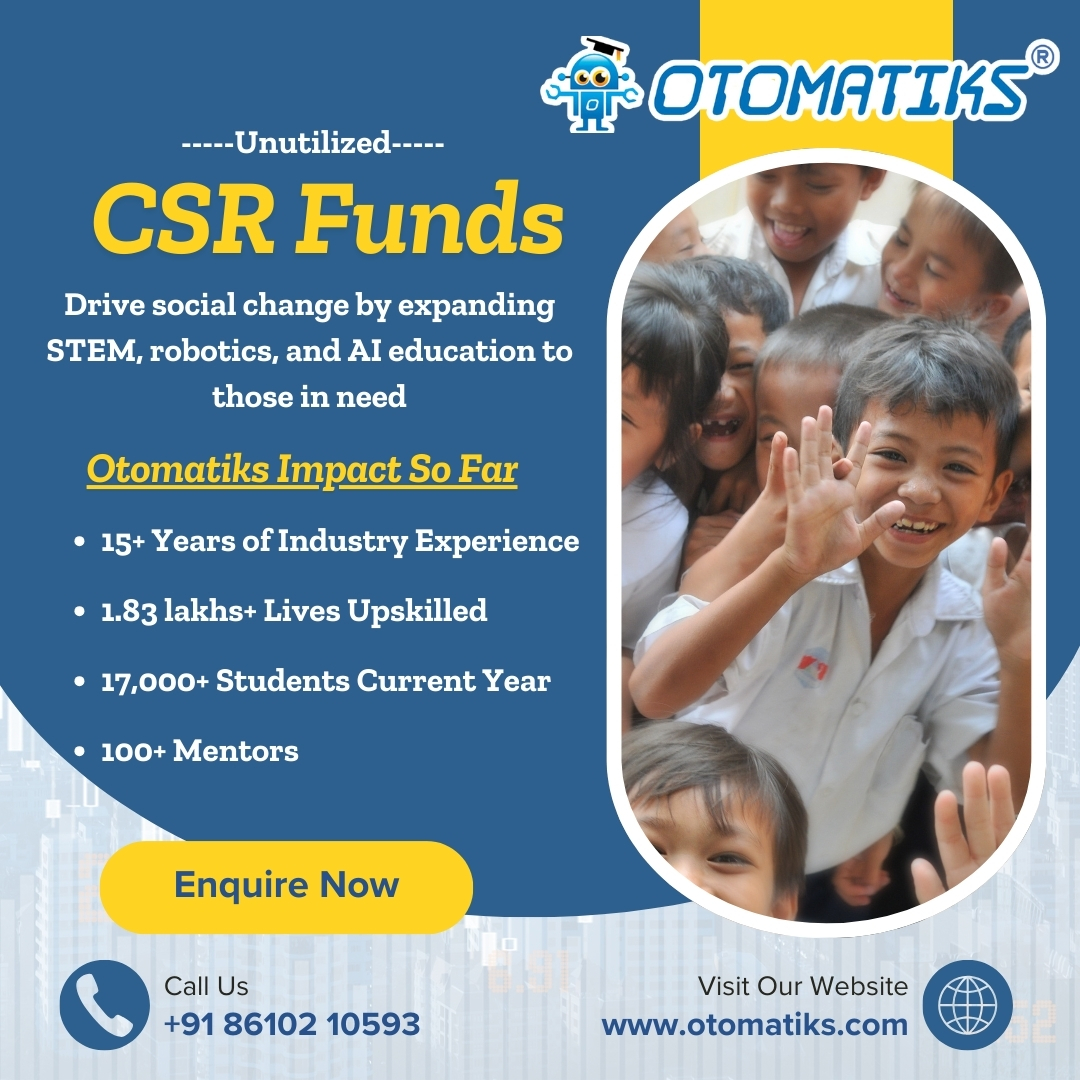 OTOMATIKS®
-----Unutilized-----
CSR Funds
Drive social change by expanding
STEM, robotics, and AI education to
those in need
Otomatiks Impact So Far
• 15+ Years of Industry Experience
• 1.83 lakhs+ Lives Upskilled
• 17,000+ Students Current Year
• 100+ Mentors
Enquire Now
Call Us
+91 86102 10593
Visit Our Website
www.otomatiks.com